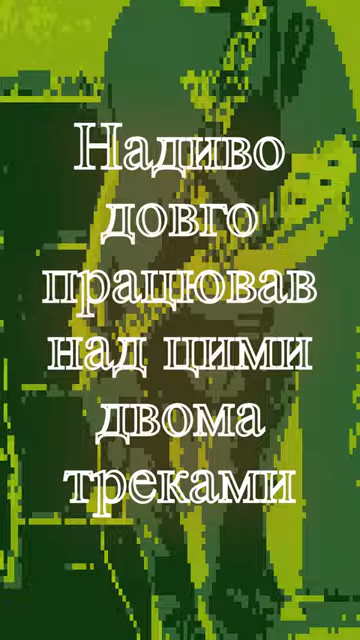 Надиво
довго
працював
над цими
двома
треками